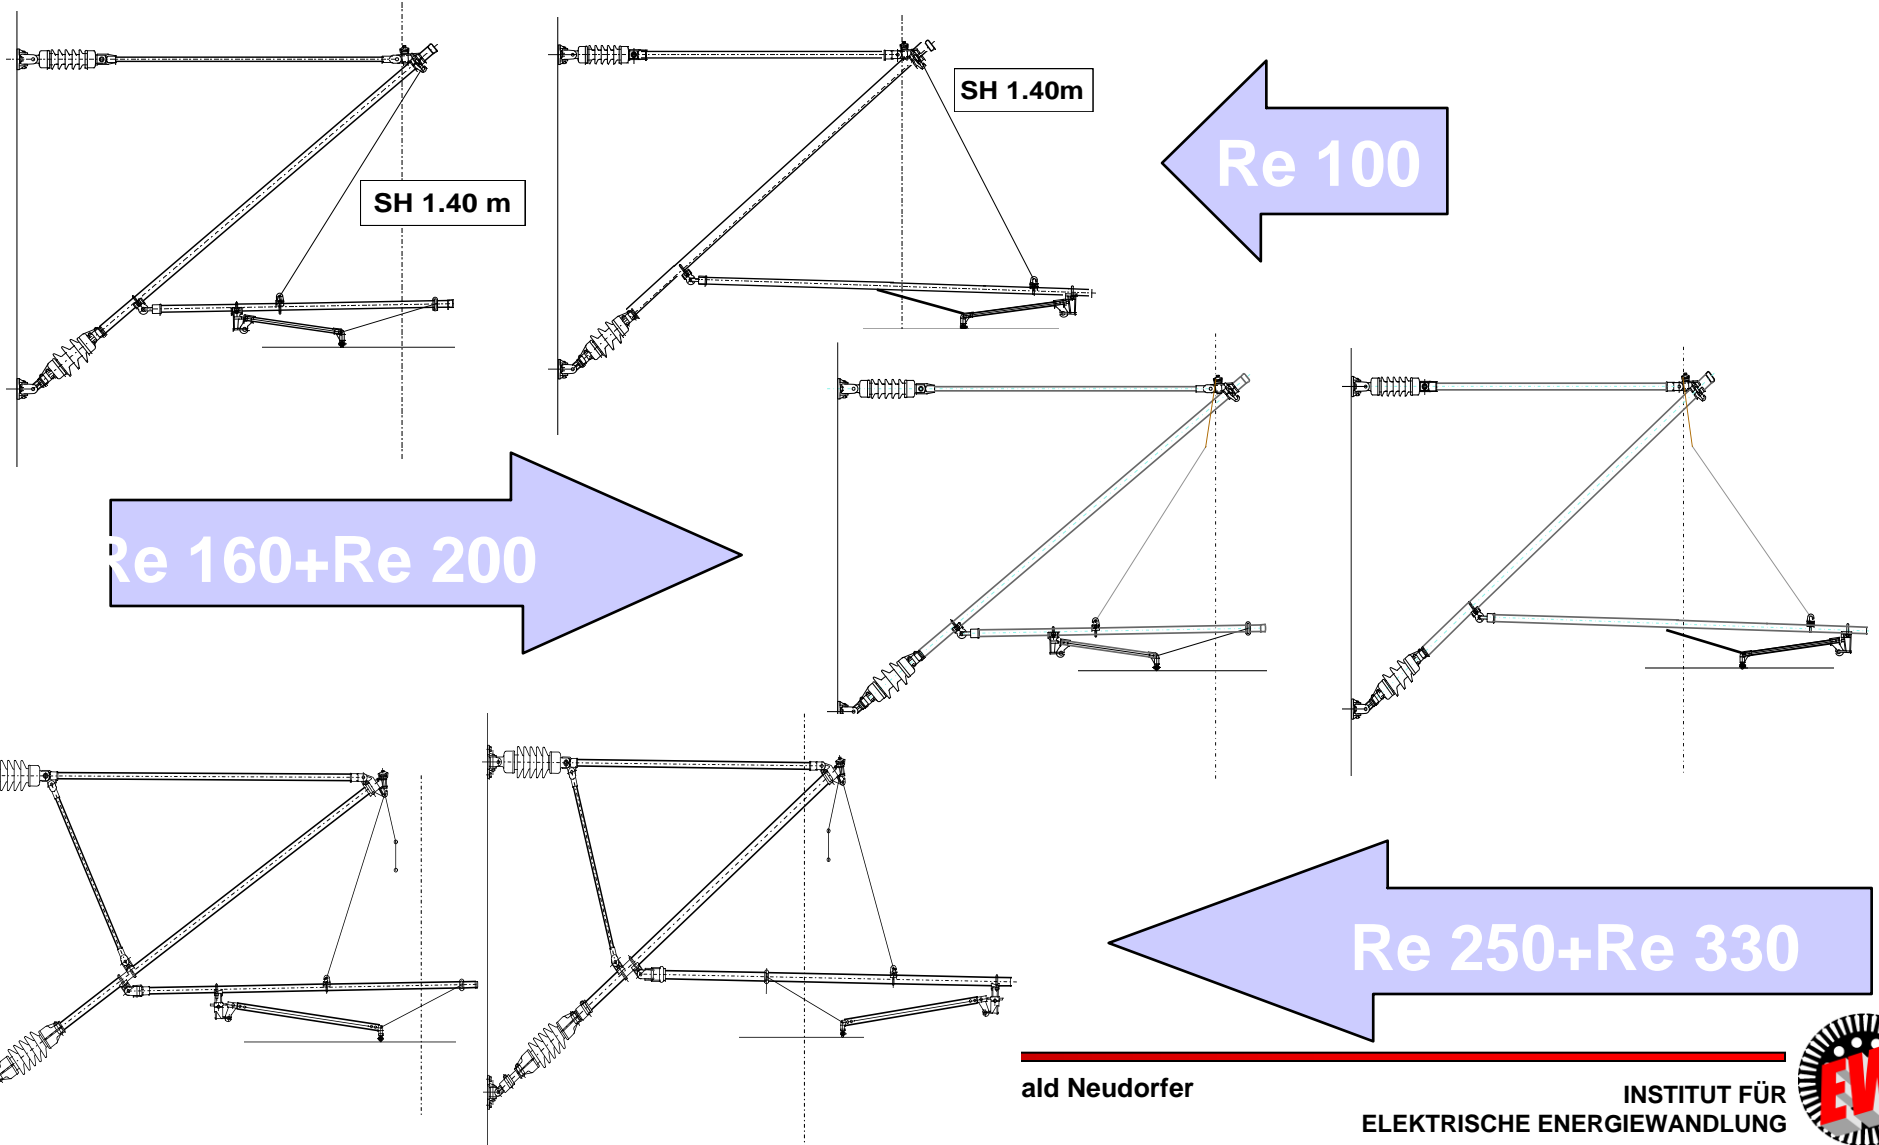 SH 1.40 m
SH 1.40m
Re 100
Re 160+Re 200
Re 250+Re 330
ald Neudorfer
INSTITUT FÜR
ELEKTRISCHE ENERGIEWANDLUNG
EW